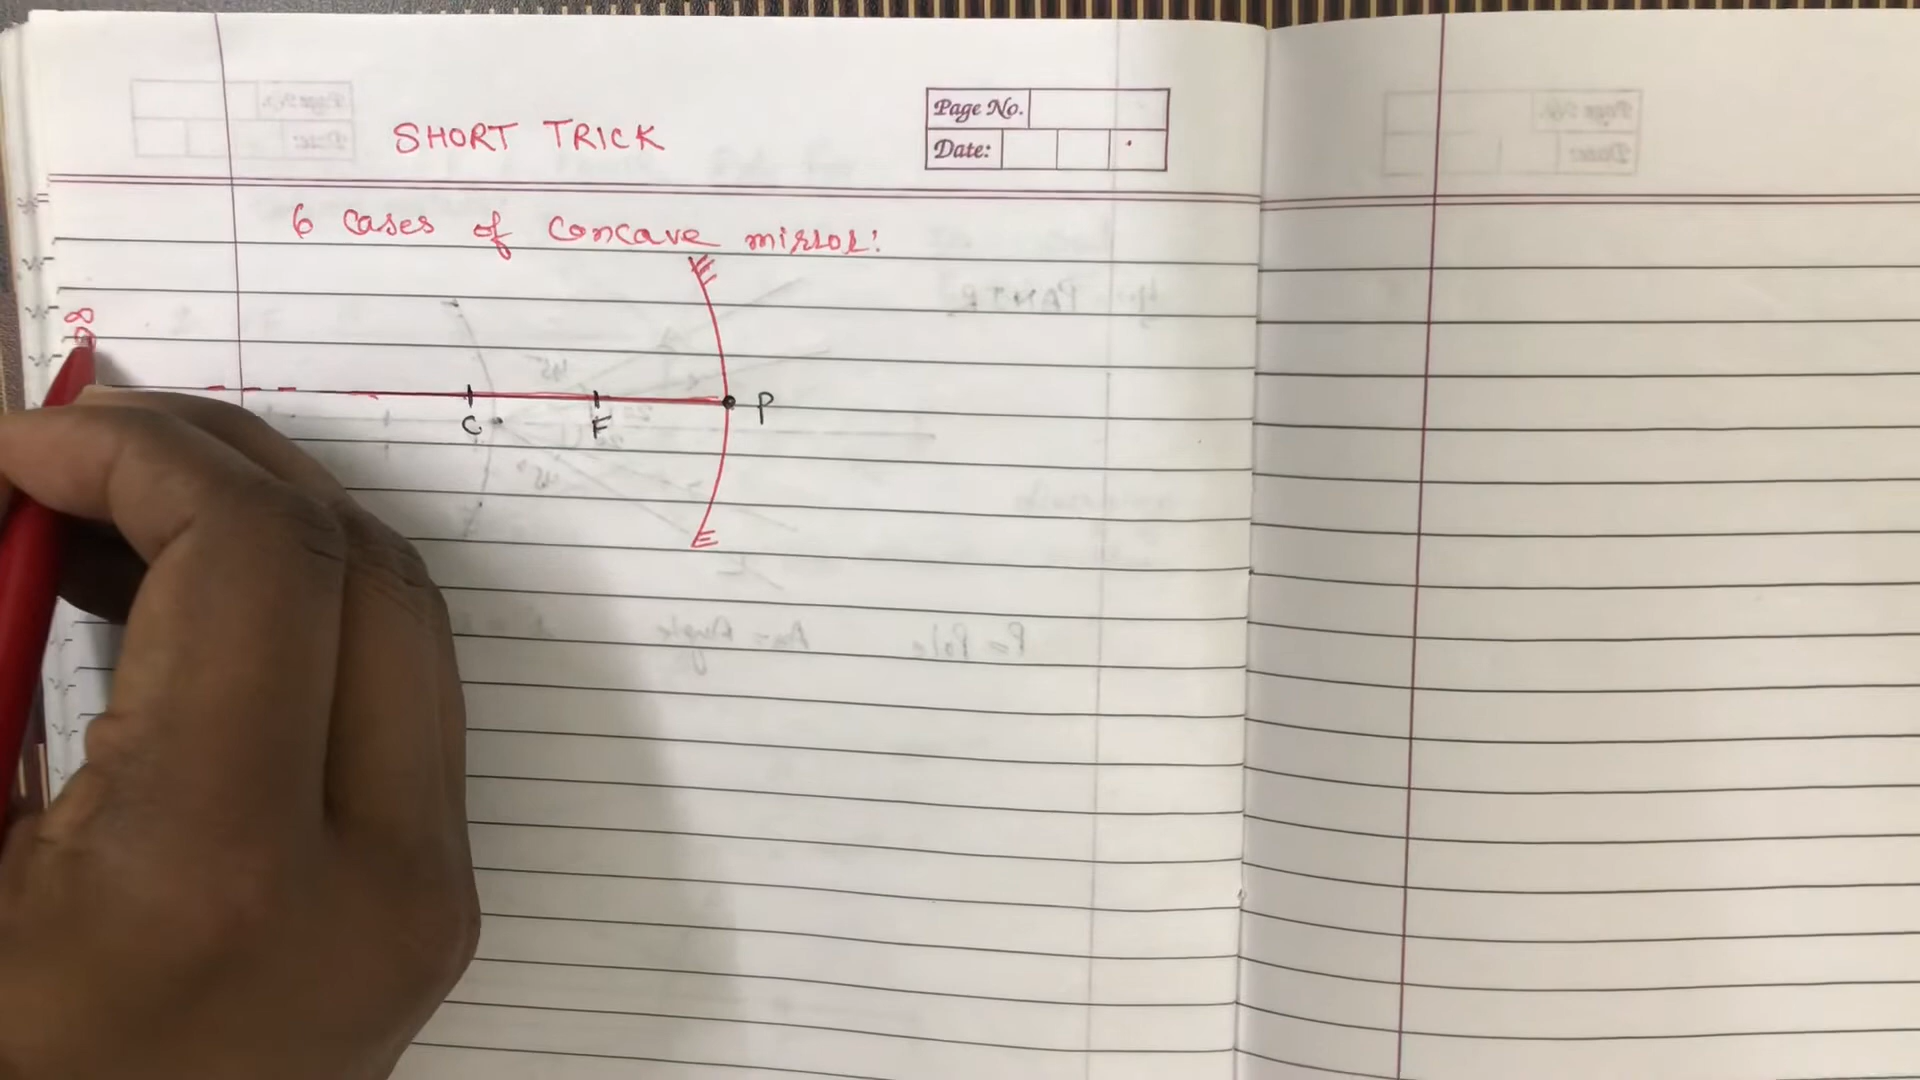 SHORT TRICK
Page No.
Date:
6 cases of concave mirror:
∞
C F P